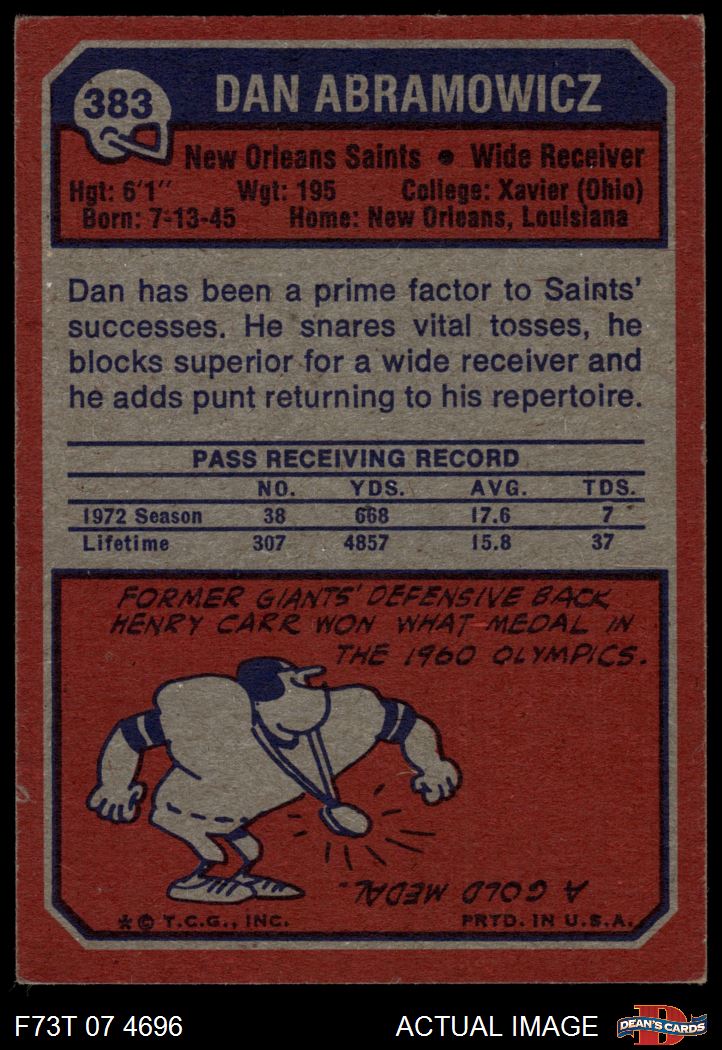 383
DAN ABRAMOWICZ
New Orleans Saints • Wide Receiver
Hgt: 6'1" Wgt: 195 College: Xavier (Ohio)
Born: 7-13-45 Home: New Orleans, Louisiana
Dan has been a prime factor to Saints'
successes. He snares vital tosses, he
blocks superior for a wide receiver and
he adds punt returning to his repertoire.
PASS RECEIVING RECORD
NO. YDS. AVG. TDS.
1972 Season 38 668 17.6 7
Lifetime 307 4857 15.8 37
FORMER GIANTS' DEFENSIVE BACK
HENRY CARR WON WHAT MEDAL IN
THE 1960 OLYMPICS.
A GOLD MEDAL.
* © T.C.G., INC. PRTD. IN U.S.A.
F73T 07 4696 ACTUAL IMAGE
D
DEAN'S CARDS